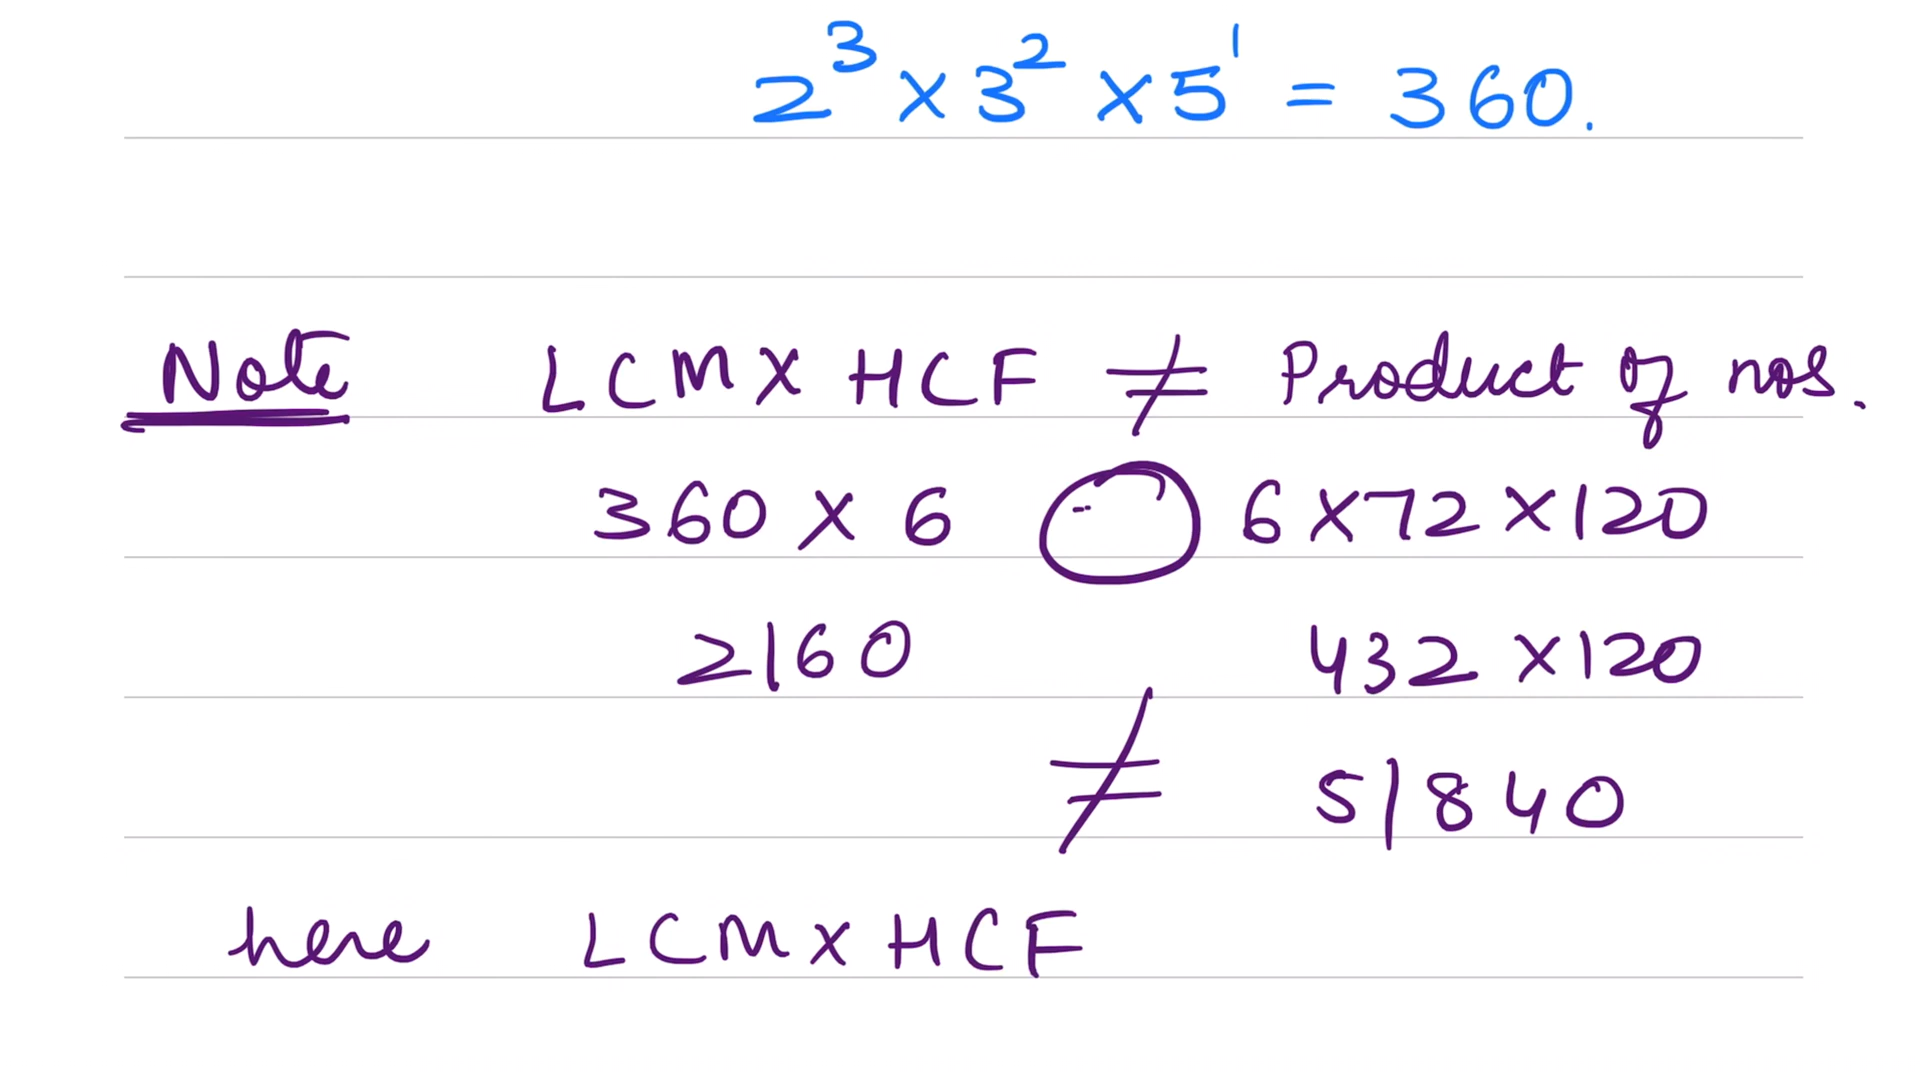 2³ × 3² × 5¹ = 360.
Note LCM × HCF ≠ Product of nos.
360 × 6 6 × 72 × 120
2160 432 × 120
≠ 51840
here LCM × HCF